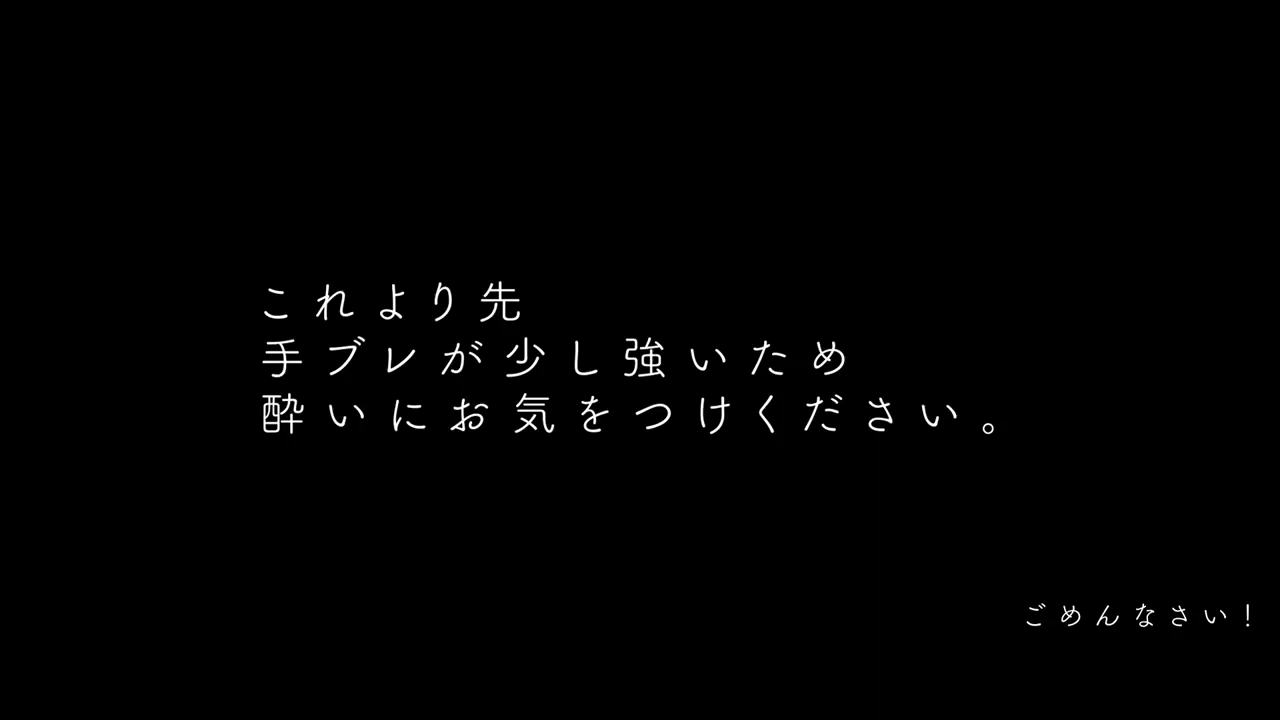 これより先
手ブレが少し強いため
酔いにお気をつけください。
ごめんなさい！